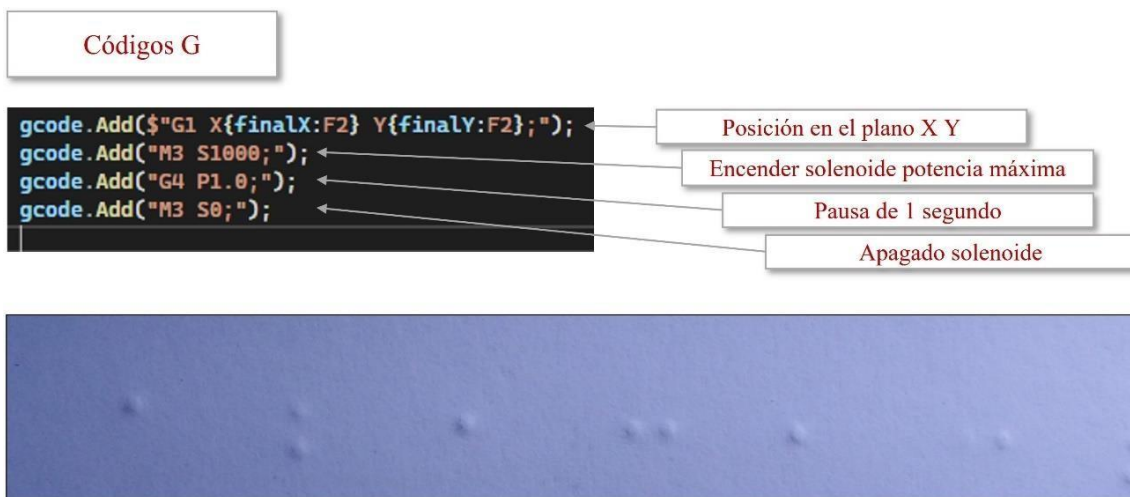 Códigos G
gcode.Add($"G1 X{finalX:F2} Y{finalY:F2};");
Posición en el plano X Y
gcode.Add("M3 S1000;");
Encender solenoide potencia máxima
gcode.Add("G4 P1.0;");
Pausa de 1 segundo
gcode.Add("M3 S0;");
Apagado solenoide